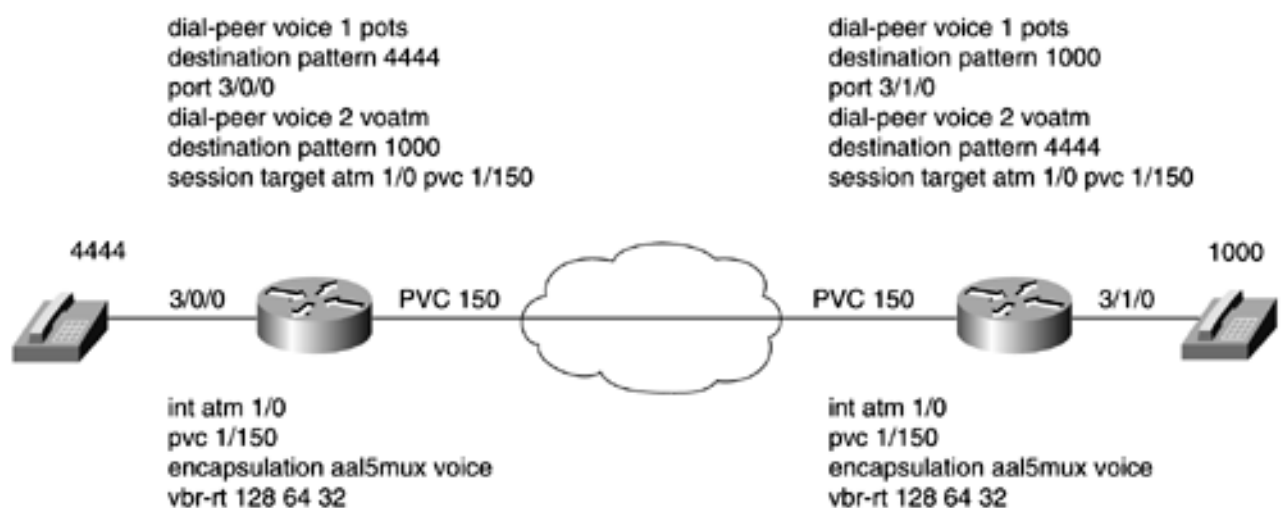 dial-peer voice 1 pots
destination pattern 4444
port 3/0/0
dial-peer voice 2 voatm
destination pattern 1000
session target atm 1/0 pvc 1/150
dial-peer voice 1 pots
destination pattern 1000
port 3/1/0
dial-peer voice 2 voatm
destination pattern 4444
session target atm 1/0 pvc 1/150
4444
3/0/0
PVC 150
PVC 150
3/1/0
1000
int atm 1/0
pvc 1/150
encapsulation aal5mux voice
vbr-rt 128 64 32
int atm 1/0
pvc 1/150
encapsulation aal5mux voice
vbr-rt 128 64 32